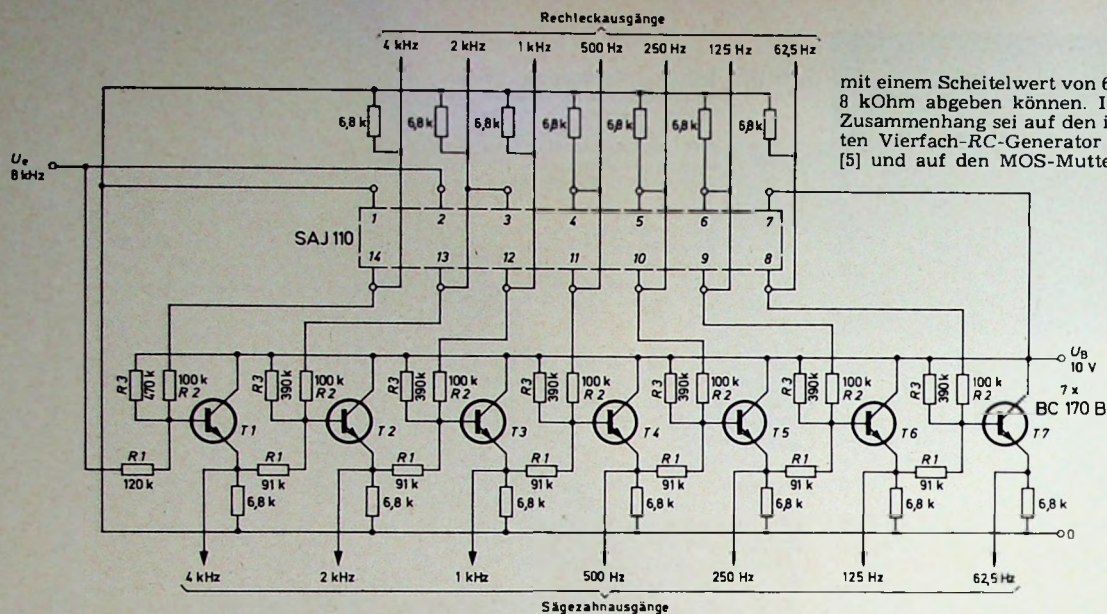 Rechteckausgänge
4 kHz 2 kHz 1 kHz 500 Hz 250 Hz 125 Hz 62,5 Hz
mit einem Scheitelwert von 6
8 kOhm abgeben können. I
Zusammenhang sei auf den i
ten Vierfach-RC-Generator
[5] und auf den MOS-Mutte
6,8 k 6,8 k 6,8 k 6,8 k 6,8 k 6,8 k 6,8 k
Ue
8 kHz
1 2 3 4 5 6 7
SAJ 110
14 13 12 11 10 9 8
UB
10 V
R3 470 k 100 k R2 R3 390 k 100 k R2 R3 390 k 100 k R2 R3 390 k 100 k R2 R3 390 k 100 k R2 R3 390 k 100 k R2 R3 390 k 100 k R2
7 x
BC 170 B
T1 T2 T3 T4 T5 T6 T7
R1 R1 R1 R1 R1 R1 R1
120 k 91 k 91 k 91 k 91 k 91 k 91 k
6,8 k 6,8 k 6,8 k 6,8 k 6,8 k 6,8 k 6,8 k
0
4 kHz 2 kHz 1 kHz 500 Hz 250 Hz 125 Hz 62,5 Hz
Sägezahnausgänge